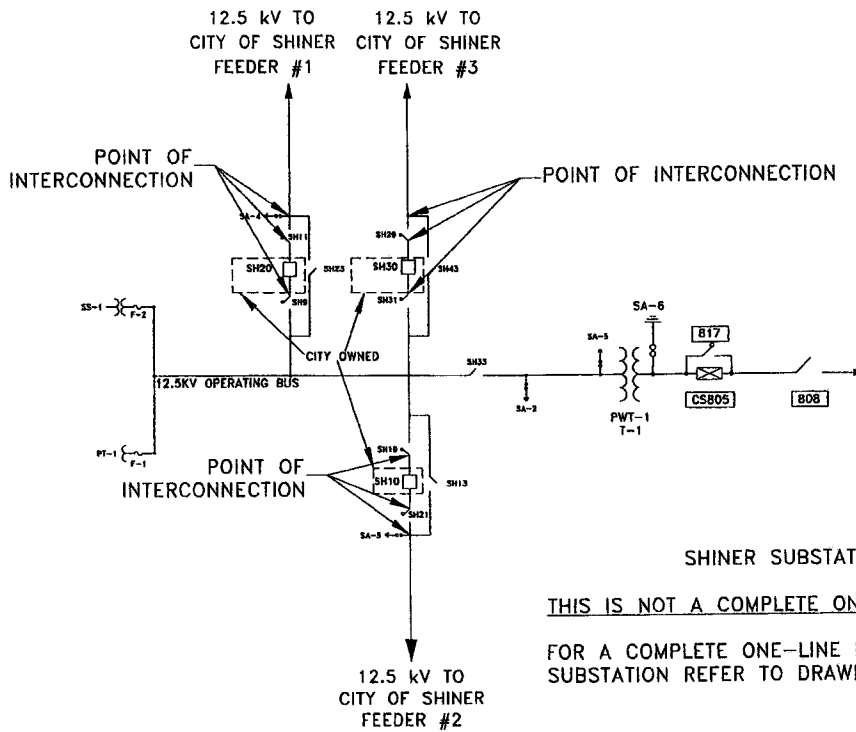 12.5 kV TO
CITY OF SHINER
FEEDER #1
12.5 kV TO
CITY OF SHINER
FEEDER #3
POINT OF
INTERCONNECTION
POINT OF INTERCONNECTION
SA-4
SH11
SH20
SH23
SH9
SH29
SH30
SH43
SH31
SS-1
F-2
CITY OWNED
12.5KV OPERATING BUS
SH33
SA-2
SA-5
SA-6
817
PWT-1
T-1
CS805
808
PT-1
F-1
POINT OF
INTERCONNECTION
SH19
SH10
SH13
SH21
SA-3
SHINER SUBSTAT
THIS IS NOT A COMPLETE ON
FOR A COMPLETE ONE-LINE
SUBSTATION REFER TO DRAW
12.5 kV TO
CITY OF SHINER
FEEDER #2